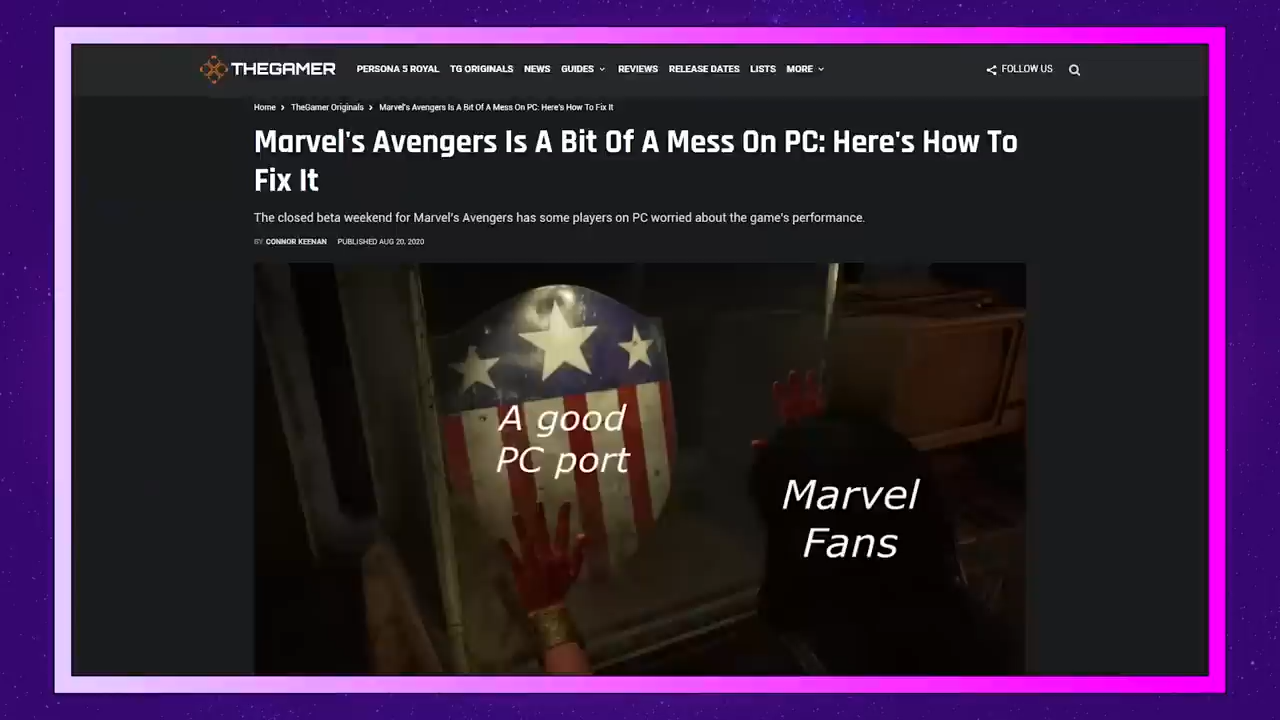 THEGAMER PERSONA 5 ROYAL TG ORIGINALS NEWS GUIDES REVIEWS RELEASE DATES LISTS MORE FOLLOW US
Home > TheGamer Originals > Marvel's Avengers Is A Bit Of A Mess On PC: Here's How To Fix It
Marvel's Avengers Is A Bit Of A Mess On PC: Here's How To
Fix It
The closed beta weekend for Marvel's Avengers has some players on PC worried about the game's performance.
BY CONNOR KEENAN PUBLISHED AUG 20, 2020
A good
PC port
Marvel
Fans